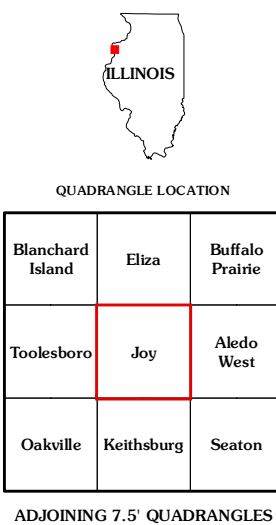 ILLINOIS
QUADRANGLE LOCATION
Blanchard
Island
Eliza
Buffalo
Prairie
Toolesboro
Joy
Aledo
West
Oakville
Keithsburg
Seaton
ADJOINING 7.5' QUADRANGLES